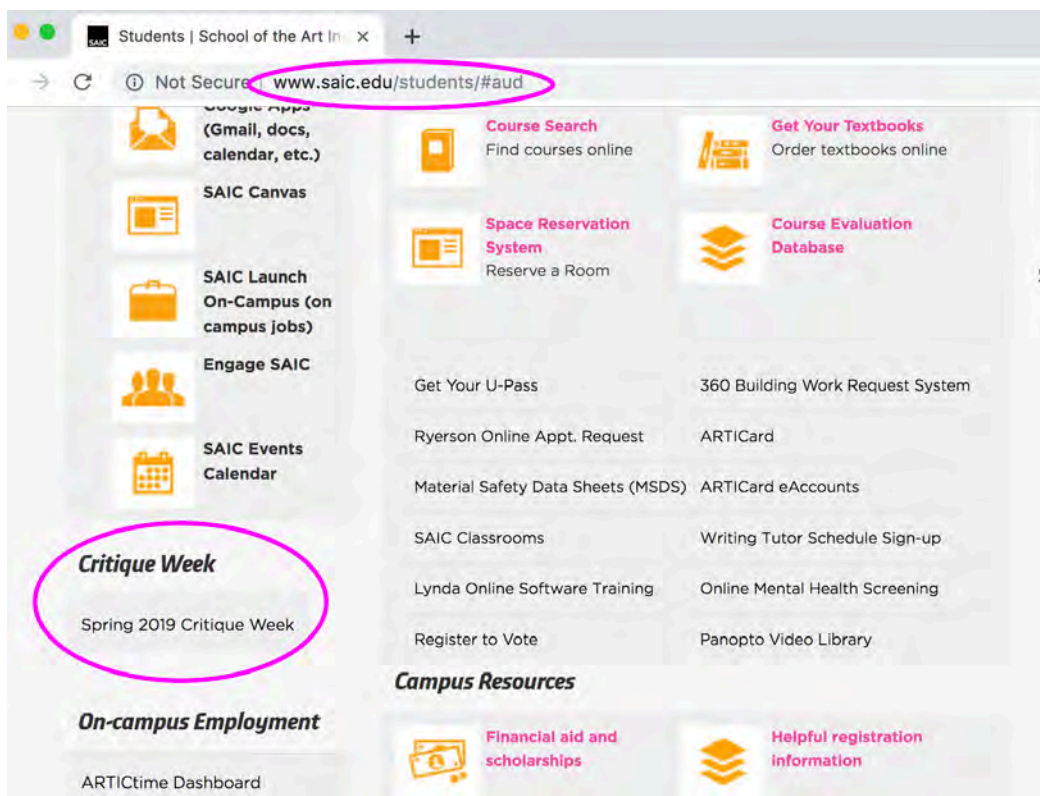 SAIC
Students | School of the Art In
Not Secure
www.saic.edu/students/#aud
Google Apps
(Gmail, docs,
calendar, etc.)
SAIC Canvas
SAIC Launch
On-Campus (on
campus jobs)
Engage SAIC
SAIC Events
Calendar
Critique Week
Spring 2019 Critique Week
On-campus Employment
ARTICtime Dashboard
Course Search
Find courses online
Get Your Textbooks
Order textbooks online
Space Reservation
System
Reserve a Room
Course Evaluation
Database
Get Your U-Pass
360 Building Work Request System
Ryerson Online Appt. Request
ARTICard
Material Safety Data Sheets (MSDS)
ARTICard eAccounts
SAIC Classrooms
Writing Tutor Schedule Sign-up
Lynda Online Software Training
Online Mental Health Screening
Register to Vote
Panopto Video Library
Campus Resources
Financial aid and
scholarships
Helpful registration
information